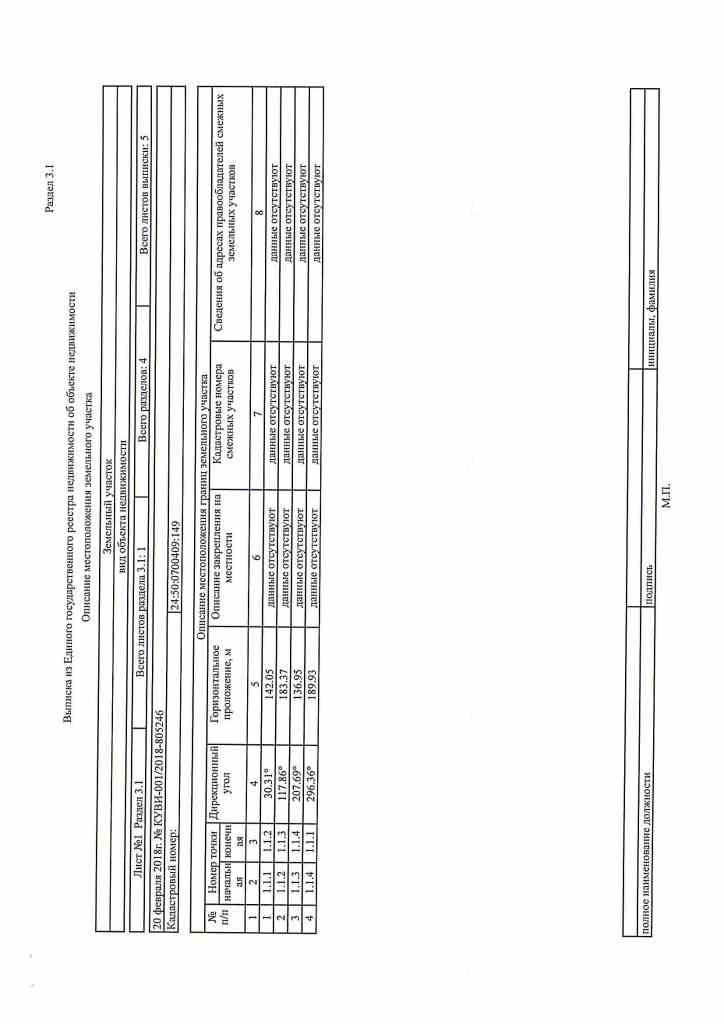 Раздел 3.1
Выписка из Единого государственного реестра недвижимости об объекте недвижимости
Описание местоположения земельного участка
Земельный участок
вид объекта недвижимости
Лист №1 Раздел 3.1 Всего листов раздела 3.1: 1 Всего разделов: 4 Всего листов выписки: 5
20 февраля 2018г. № КУВИ-001/2018-805246
Кадастровый номер: 24:50:0700409:149
Описание местоположения границ земельного участка
№ Номер точки Дирекционный Горизонтальное Описание закрепления на Кадастровые номера Сведения об адресах правообладателей смежных
п/п начальн конечн угол проложение, м местности смежных участков земельных участков
ая ая
1 2 3 4 5 6 7 8
1 1.1.1 1.1.2 30.31° 142.05 данные отсутствуют данные отсутствуют данные отсутствуют
2 1.1.2 1.1.3 117.86° 183.37 данные отсутствуют данные отсутствуют данные отсутствуют
3 1.1.3 1.1.4 207.69° 136.95 данные отсутствуют данные отсутствуют данные отсутствуют
4 1.1.4 1.1.1 296.36° 189.93 данные отсутствуют данные отсутствуют данные отсутствуют
полное наименование должности подпись инициалы, фамилия
М.П.